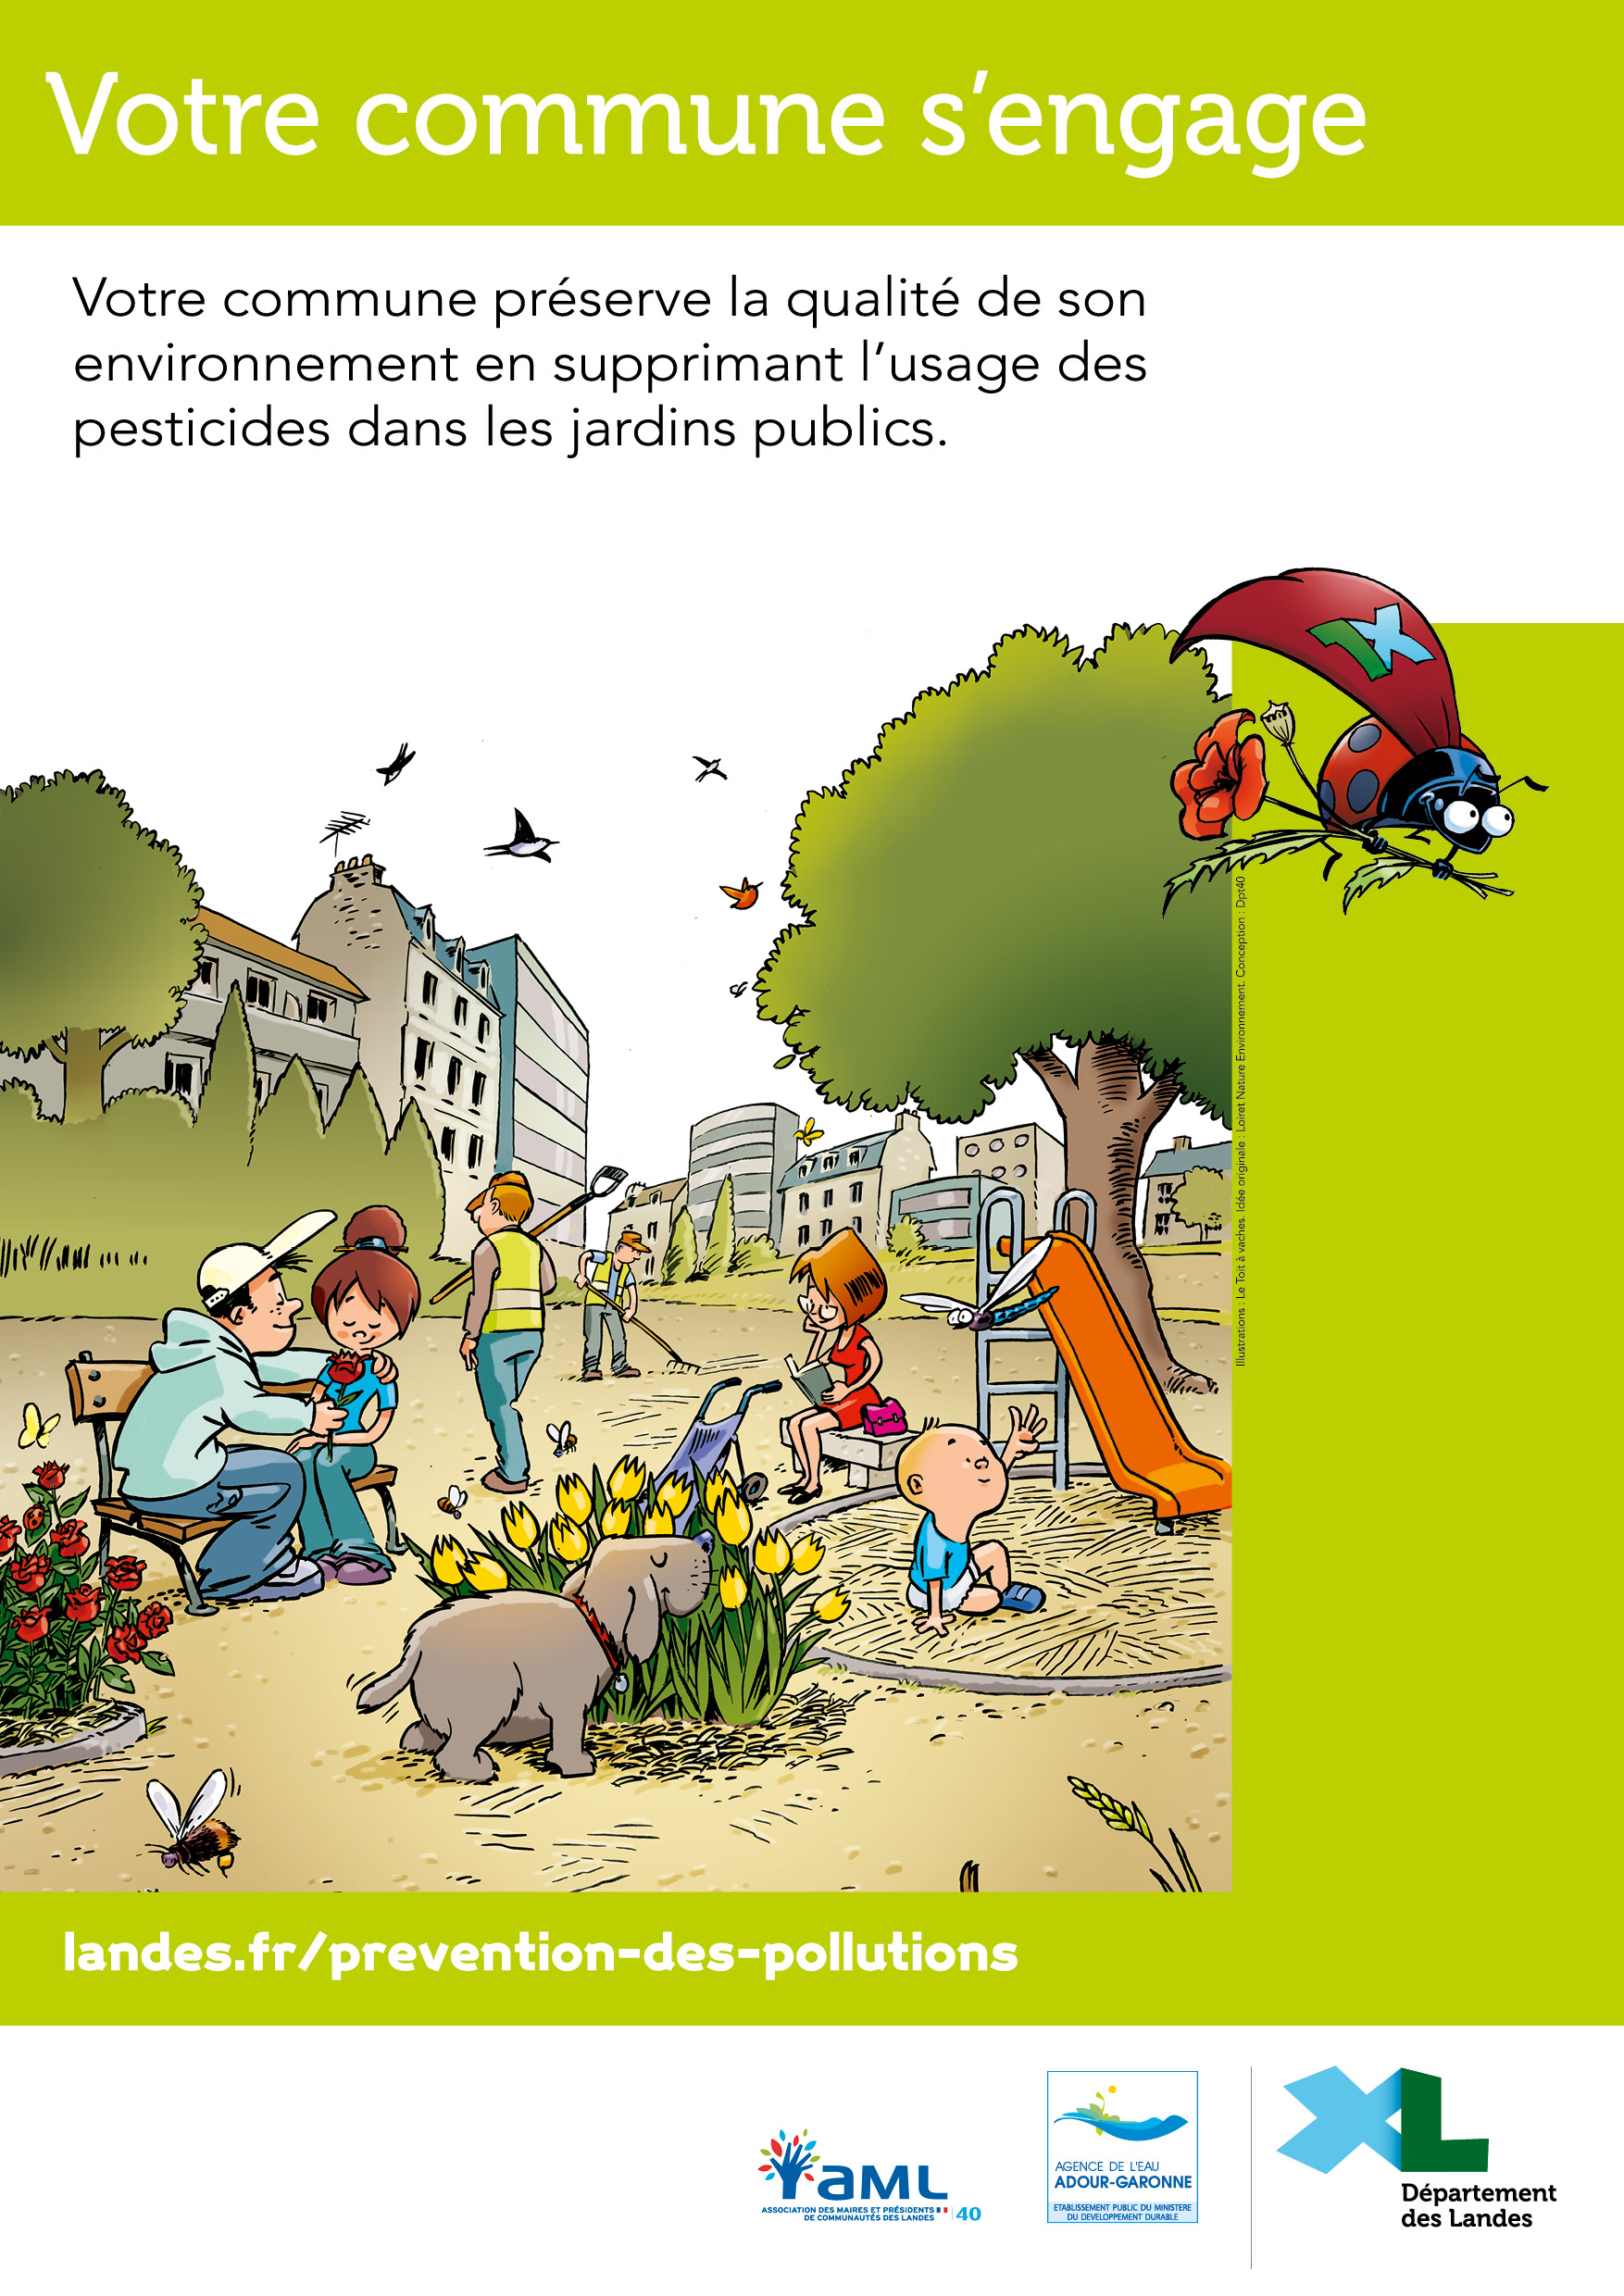 Votre commune s’engage
Votre commune préserve la qualité de son
environnement en supprimant l’usage des
pesticides dans les jardins publics.
Illustrations : Le Toit à vaches. Idée originale : Loiret Nature Environnement. Conception : Dpt40
landes.fr/prevention-des-pollutions
aML
ASSOCIATION DES MAIRES ET PRÉSIDENTS
DE COMMUNAUTÉS DES LANDES
40
AGENCE DE L'EAU
ADOUR-GARONNE
ETABLISSEMENT PUBLIC DU MINISTERE
DU DEVELOPPEMENT DURABLE
XL
Département
des Landes